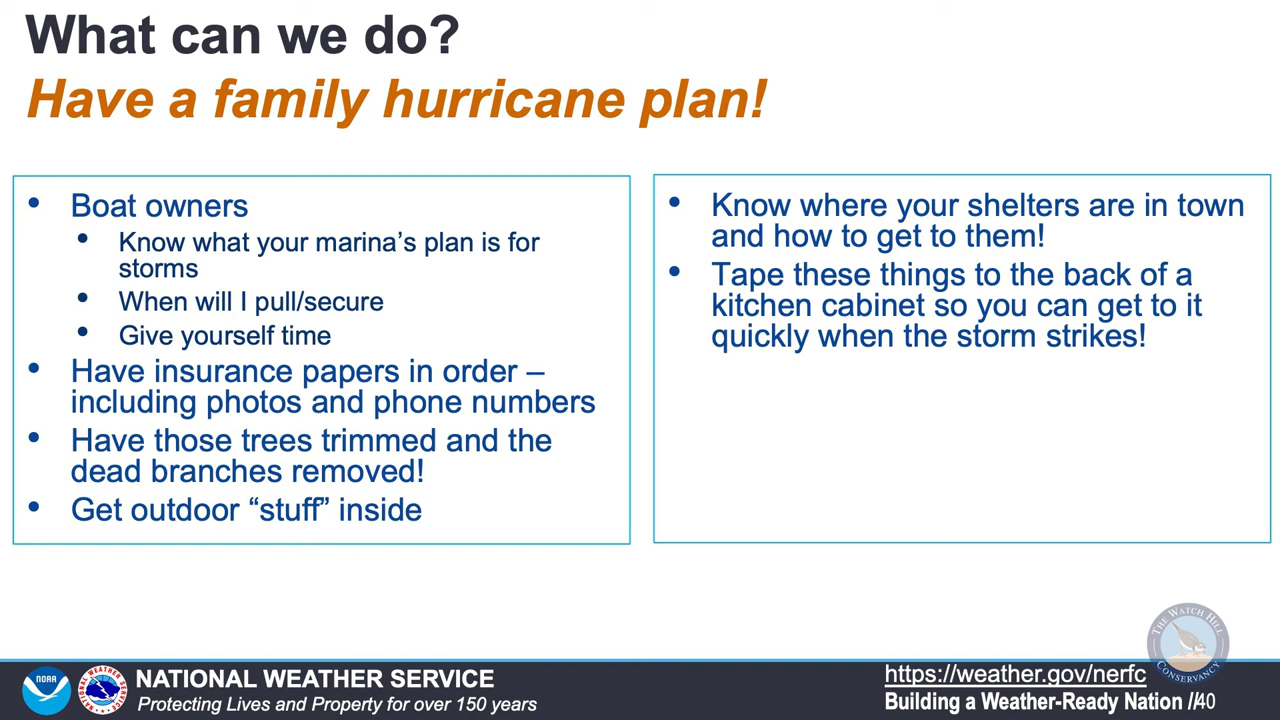 What can we do?
Have a family hurricane plan!
• Boat owners
• Know what your marina’s plan is for
storms
• When will I pull/secure
• Give yourself time
• Have insurance papers in order –
including photos and phone numbers
• Have those trees trimmed and the
dead branches removed!
• Get outdoor “stuff” inside
• Know where your shelters are in town
and how to get to them!
• Tape these things to the back of a
kitchen cabinet so you can get to it
quickly when the storm strikes!
THE WATCH HILL
CONSERVANCY
NOAA
NATIONAL WEATHER SERVICE
NATIONAL WEATHER SERVICE
Protecting Lives and Property for over 150 years
https://weather.gov/nerfc
Building a Weather-Ready Nation //40